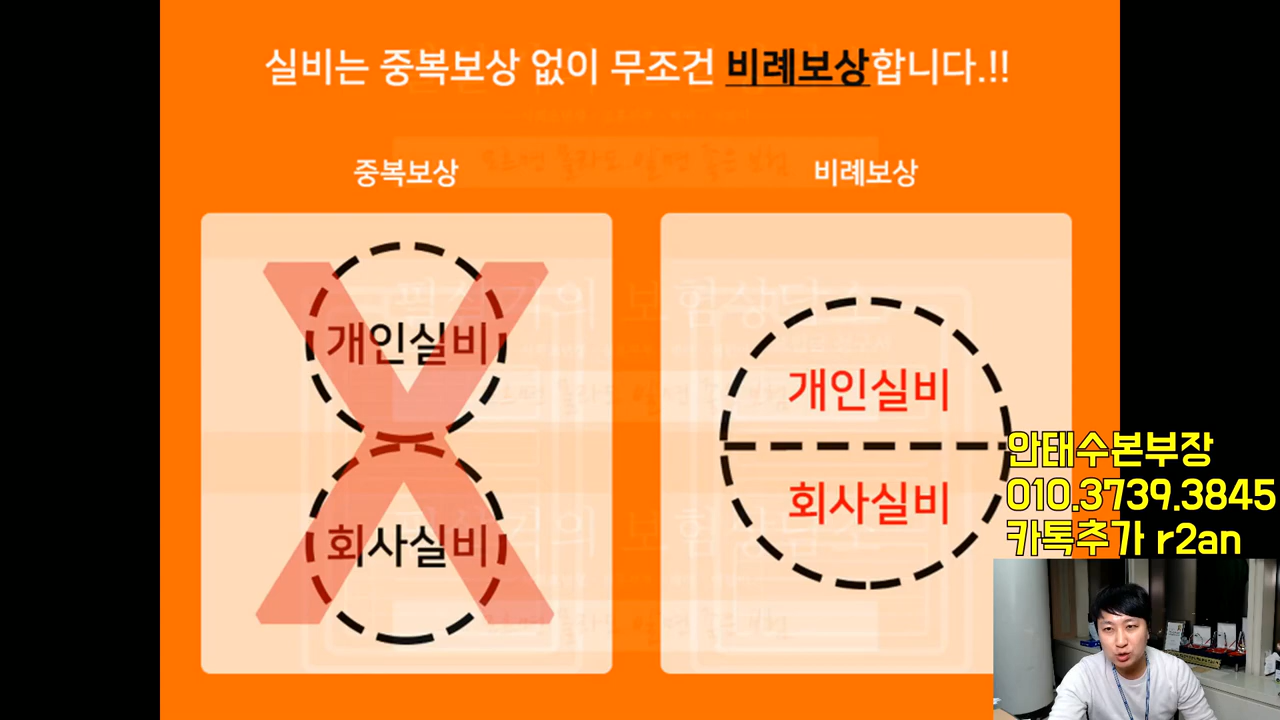 실비는 중복보상 없이 무조건 비례보상합니다.!!
중복보상
비례보상
개인실비
회사실비
개인실비
회사실비
안태수본부장
010.3739.3845
카톡추가 r2an